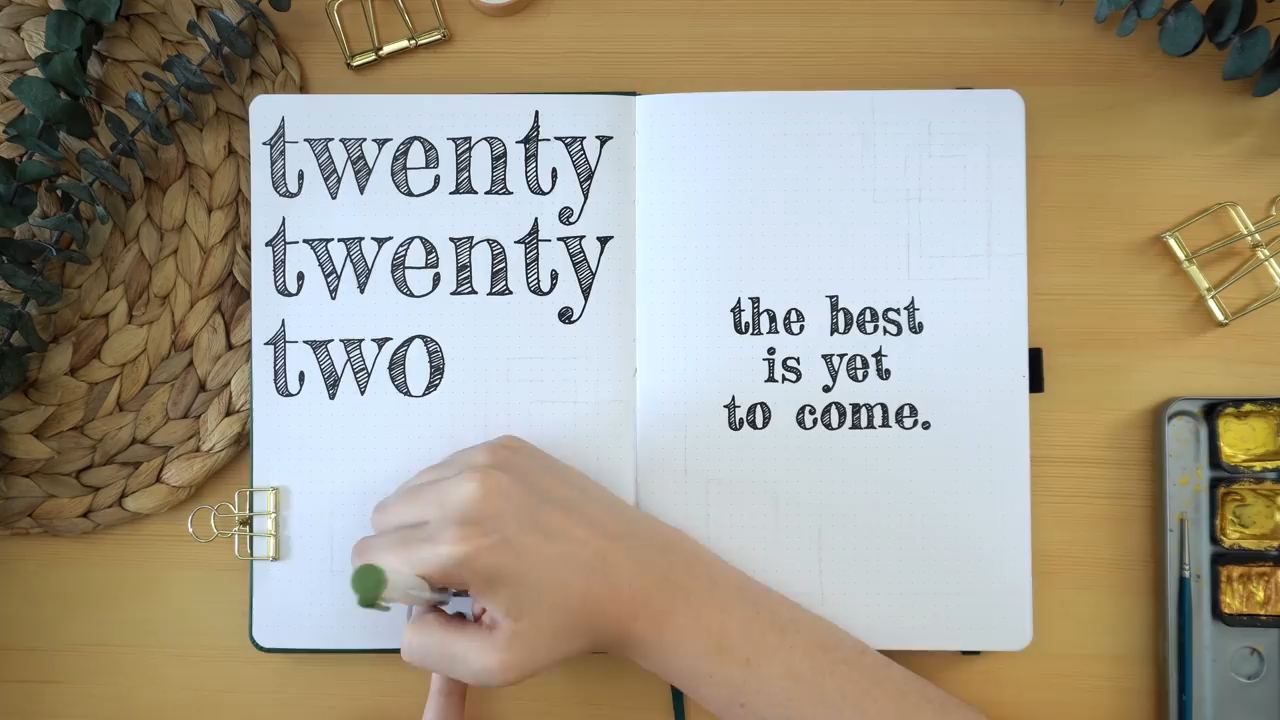 twenty
twenty
two
the best
is yet
to come.